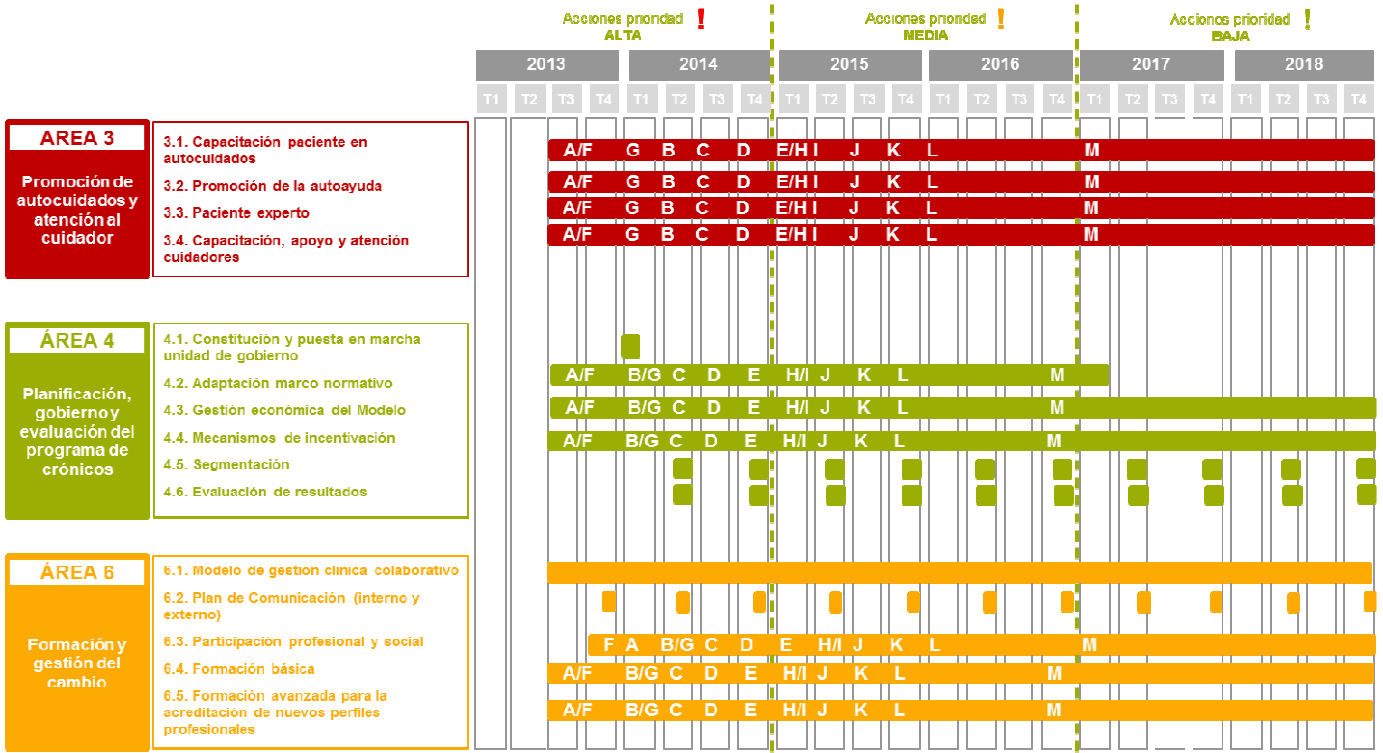 Acciones prioridad !
ALTA
Acciones prioridad !
MEDIA
Acciones prioridad !
BAJA
2013 2014 2015 2016 2017 2018
T1 T2 T3 T4 T1 T2 T3 T4 T1 T2 T3 T4 T1 T2 T3 T4 T1 T2 T3 T4 T1 T2 T3 T4
AREA 3
Promoción de
autocuidados y
atención al
cuidador
3.1. Capacitación paciente en
autocuidados
A/F G B C D E/H I J K L M
3.2. Promoción de la autoayuda
A/F G B C D E/H I J K L M
3.3. Paciente experto
A/F G B C D E/H I J K L M
3.4. Capacitación, apoyo y atención
cuidadores
A/F G B C D E/H I J K L M
ÁREA 4
Planificación,
gobierno y
evaluación del
programa de
crónicos
4.1. Constitución y puesta en marcha
unidad de gobierno
4.2. Adaptación marco normativo
A/F B/G C D E H/I J K L M
4.3. Gestión económica del Modelo
A/F B/G C D E H/I J K L M
4.4. Mecanismos de incentivación
A/F B/G C D E H/I J K L M
4.5. Segmentación
4.6. Evaluación de resultados
ÁREA 6
Formación y
gestión del
cambio
6.1. Modelo de gestión clínica colaborativo
6.2. Plan de Comunicación (interno y
externo)
6.3. Participación profesional y social
F A B/G C D E H/I J K L M
6.4. Formación básica
A/F B/G C D E H/I J K L M
6.5. Formación avanzada para la
acreditación de nuevos perfiles
profesionales
A/F B/G C D E H/I J K L M